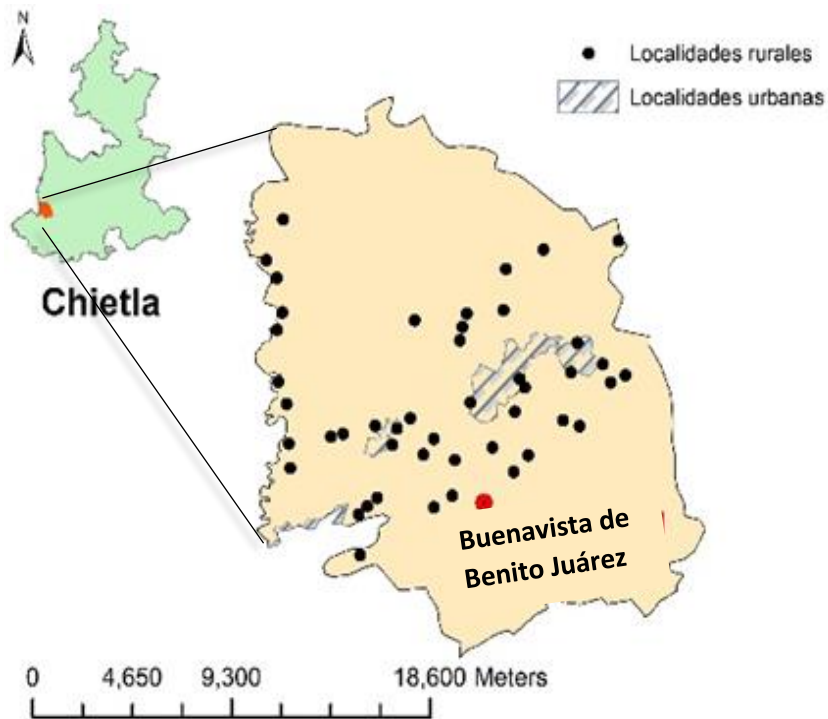 N
Localidades rurales
Localidades urbanas
Chietla
Buenavista de
Benito Juárez
0 4,650 9,300 18,600 Meters